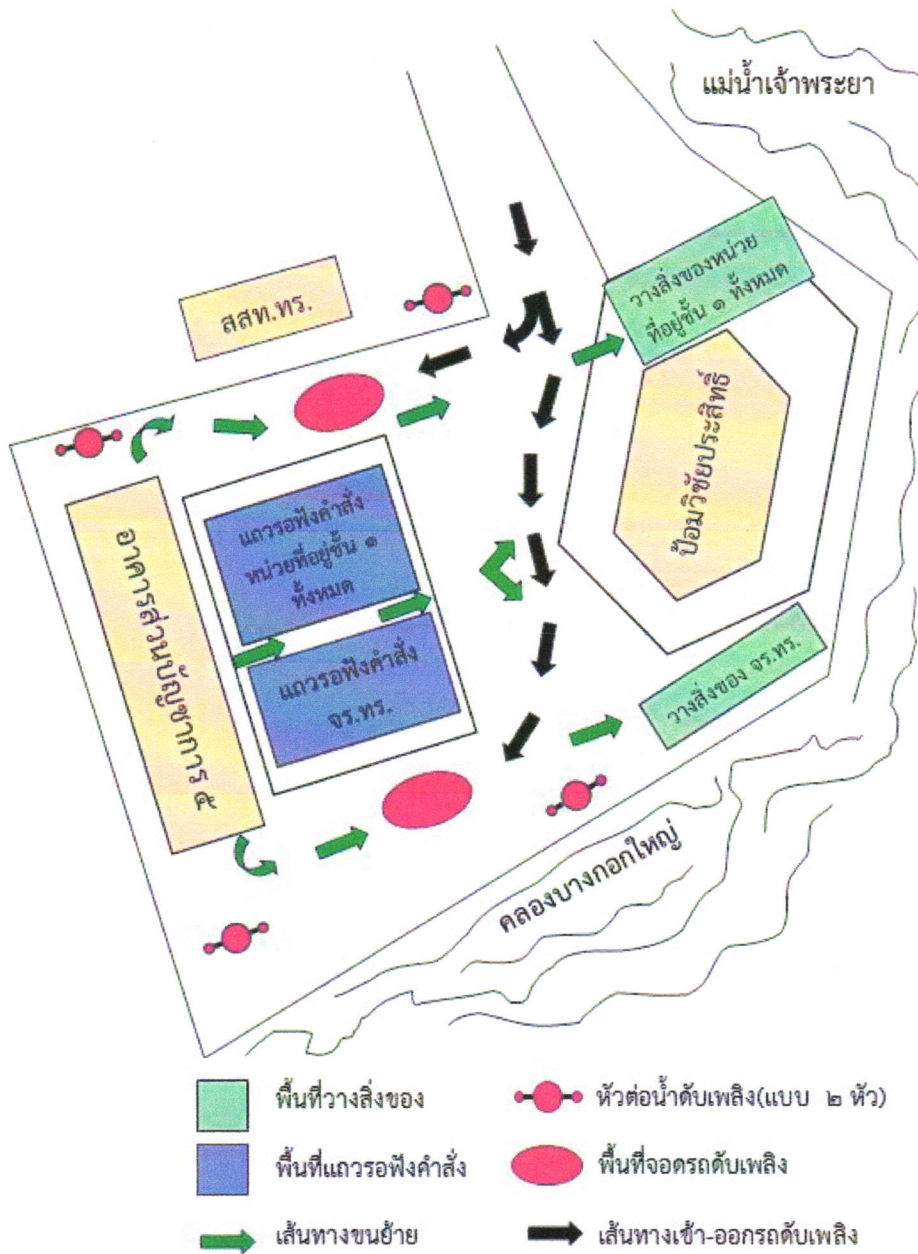 แม่น้ำเจ้าพระยา
วางสิ่งของหน่วย
ที่อยู่ชั้น ๑ ทั้งหมด
สสท.ทร.
ป้อมวิชัยประสิทธิ์
แถวรอฟังคำสั่ง
หน่วยที่อยู่ชั้น ๑
ทั้งหมด
อาคารส่วนบัญชาการ ๕
แถวรอฟังคำสั่ง
จร.ทร.
วางสิ่งของ จร.ทร.
คลองบางกอกใหญ่
พื้นที่วางสิ่งของ
หัวต่อน้ำดับเพลิง(แบบ ๒ หัว)
พื้นที่แถวรอฟังคำสั่ง
พื้นที่จอดรถดับเพลิง
เส้นทางขนย้าย
เส้นทางเข้า-ออกรถดับเพลิง